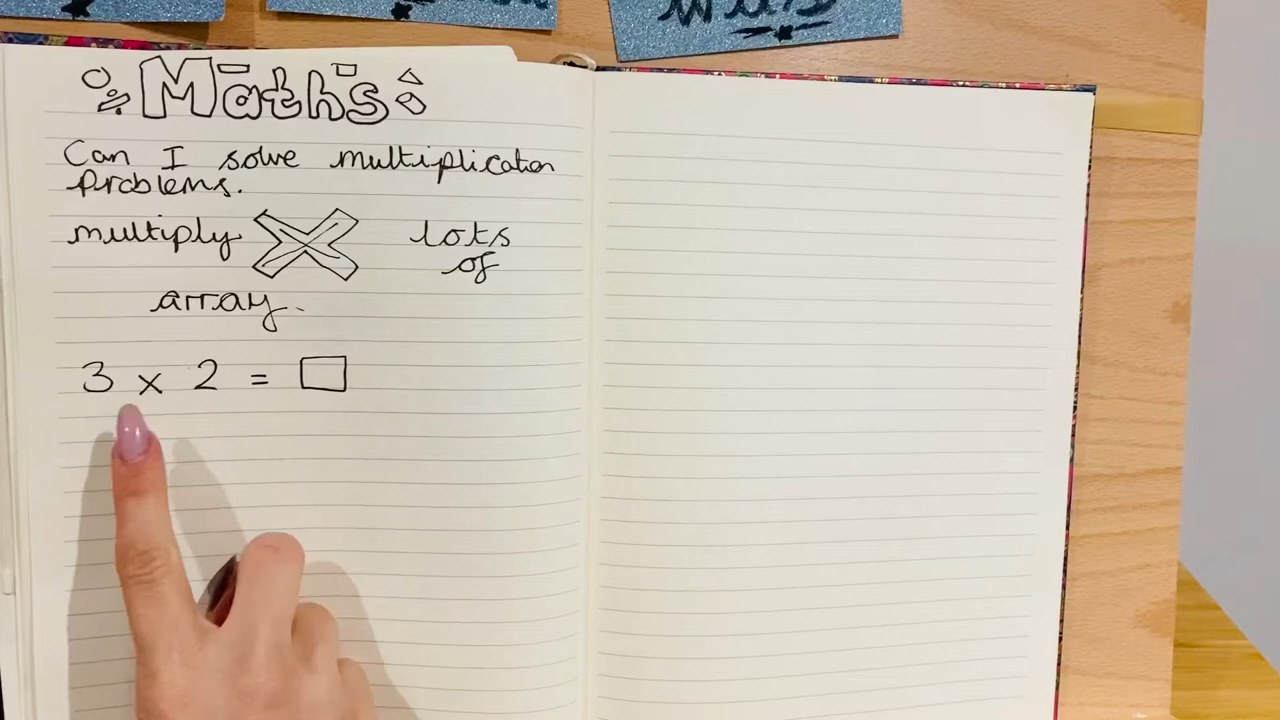 Maths
Can I solve multiplication
problems.
multiply × lots
of
array.
3 × 2 = □